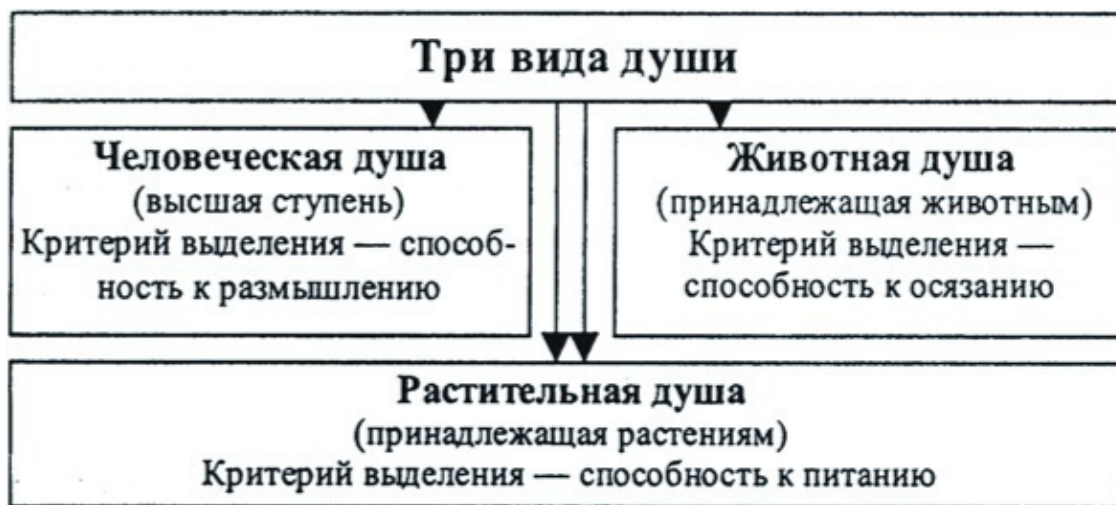 Три вида души
Человеческая душа
(высшая ступень)
Критерий выделения — способ-
ность к размышлению
Животная душа
(принадлежащая животным)
Критерий выделения —
способность к осязанию
Растительная душа
(принадлежащая растениям)
Критерий выделения — способность к питанию